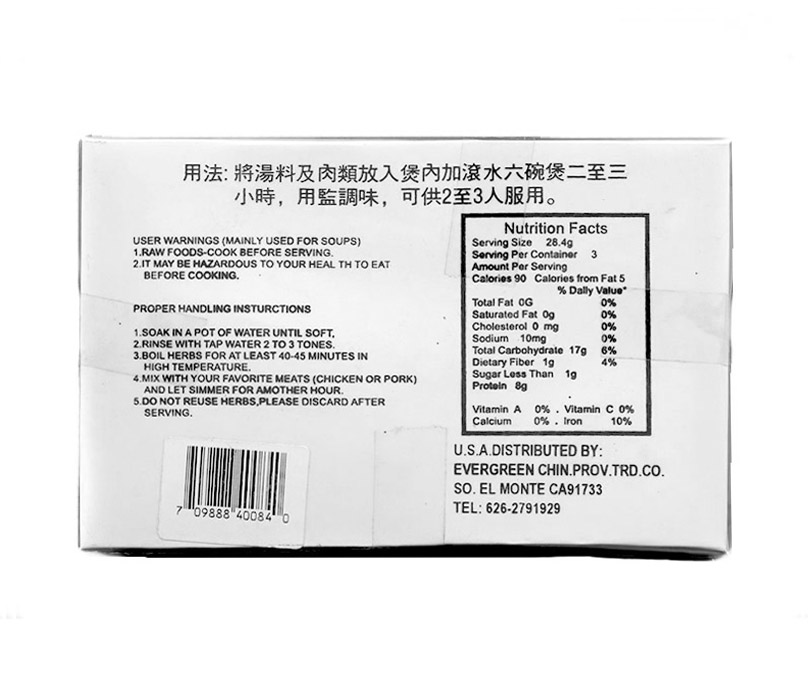 用法: 將湯料及肉類放入煲內加滾水六碗煲二至三
小時，用監調味，可供2至3人服用。
USER WARNINGS (MAINLY USED FOR SOUPS)
1.RAW FOODS-COOK BEFORE SERVING.
2.IT MAY BE HAZARDOUS TO YOUR HEAL TH TO EAT
BEFORE COOKING.
PROPER HANDLING INSTURCTIONS
1.SOAK IN A POT OF WATER UNTIL SOFT,
2.RINSE WITH TAP WATER 2 TO 3 TONES.
3.BOIL HERBS FOR AT LEAST 40-45 MINUTES IN
HIGH TEMPERATURE.
4.MIX WITH YOUR FAVORITE MEATS (CHICKEN OR PORK)
AND LET SIMMER FOR AMOTHER HOUR.
5.DO NOT REUSE HERBS,PLEASE DISCARD AFTER
SERVING.
7 09888 40084 0
Nutrition Facts
Serving Size 28.4g
Serving Per Container 3
Amount Per Serving
Calories 90 Calories from Fat 5
% Daily Value*
Total Fat 0G 0%
Saturated Fat 0g 0%
Cholesterol 0 mg 0%
Sodium 10mg 0%
Total Carbohydrate 17g 6%
Dietary Fiber 1g 4%
Sugar Less Than 1g
Protein 8g
Vitamin A 0% . Vitamin C 0%
Calcium 0% . Iron 10%
U.S.A.DISTRIBUTED BY:
EVERGREEN CHIN.PROV.TRD.CO.
SO. EL MONTE CA91733
TEL: 626-2791929